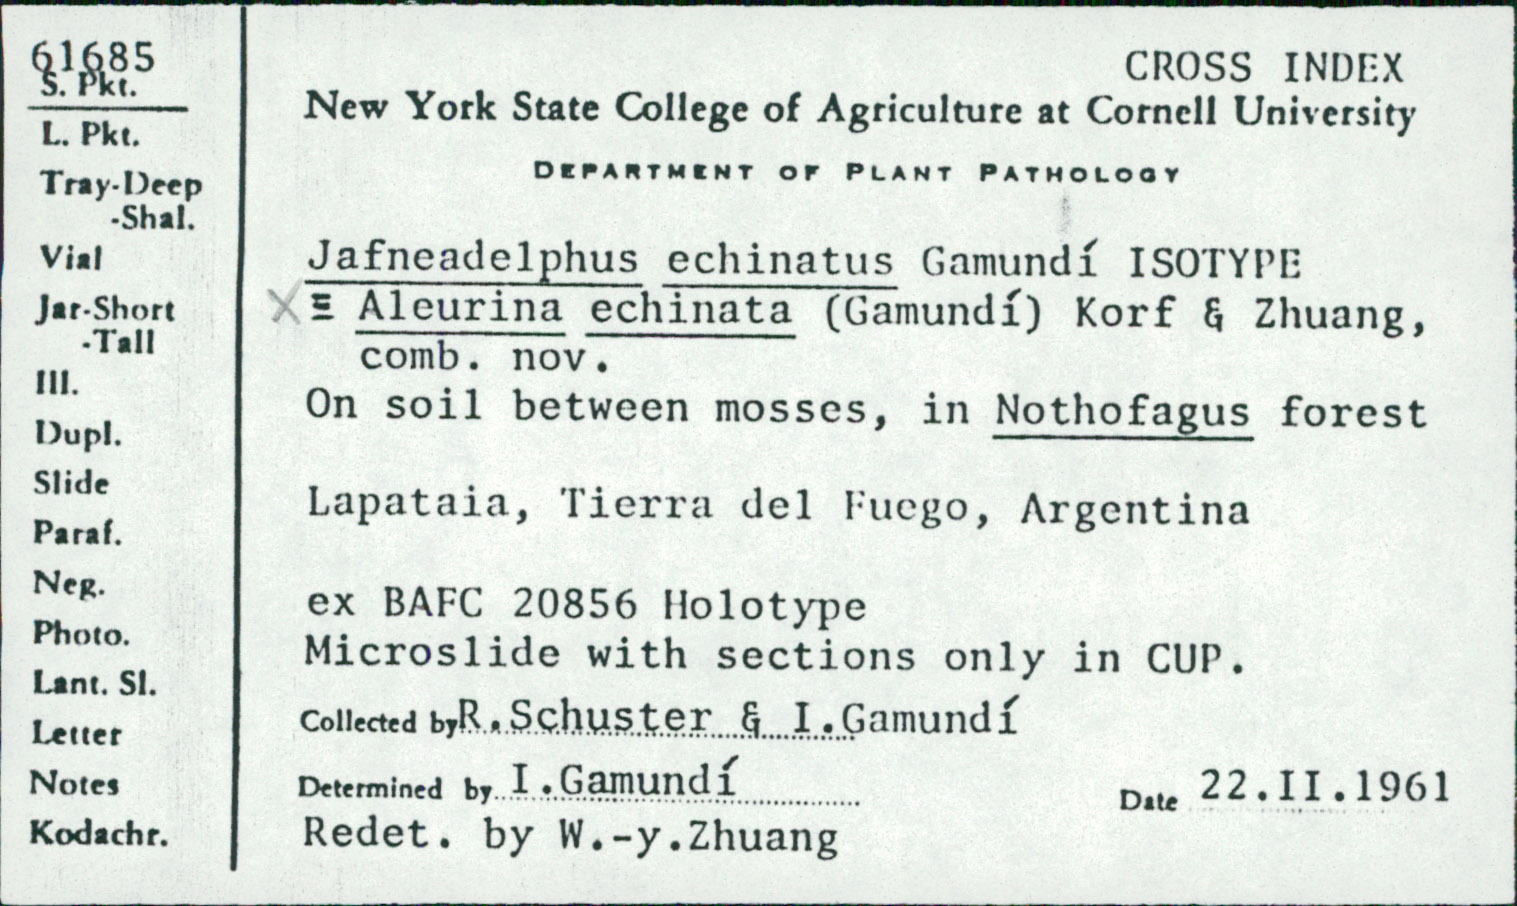 61685
S. Pkt.
L. Pkt.
Tray-Deep
-Shal.
Vial
Jar-Short
-Tall
Ill.
Dupl.
Slide
Paraf.
Neg.
Photo.
Lant. Sl.
Letter
Notes
Kodachr.
CROSS INDEX
New York State College of Agriculture at Cornell University
DEPARTMENT OF PLANT PATHOLOGY
Jafneadelphus echinatus Gamundí ISOTYPE
X ≡ Aleurina echinata (Gamundí) Korf & Zhuang,
comb. nov.
On soil between mosses, in Nothofagus forest
Lapataia, Tierra del Fuego, Argentina
ex BAFC 20856 Holotype
Microslide with sections only in CUP.
Collected by R. Schuster & I.Gamundí
Determined by I.Gamundí Date 22.II.1961
Redet. by W.-y.Zhuang